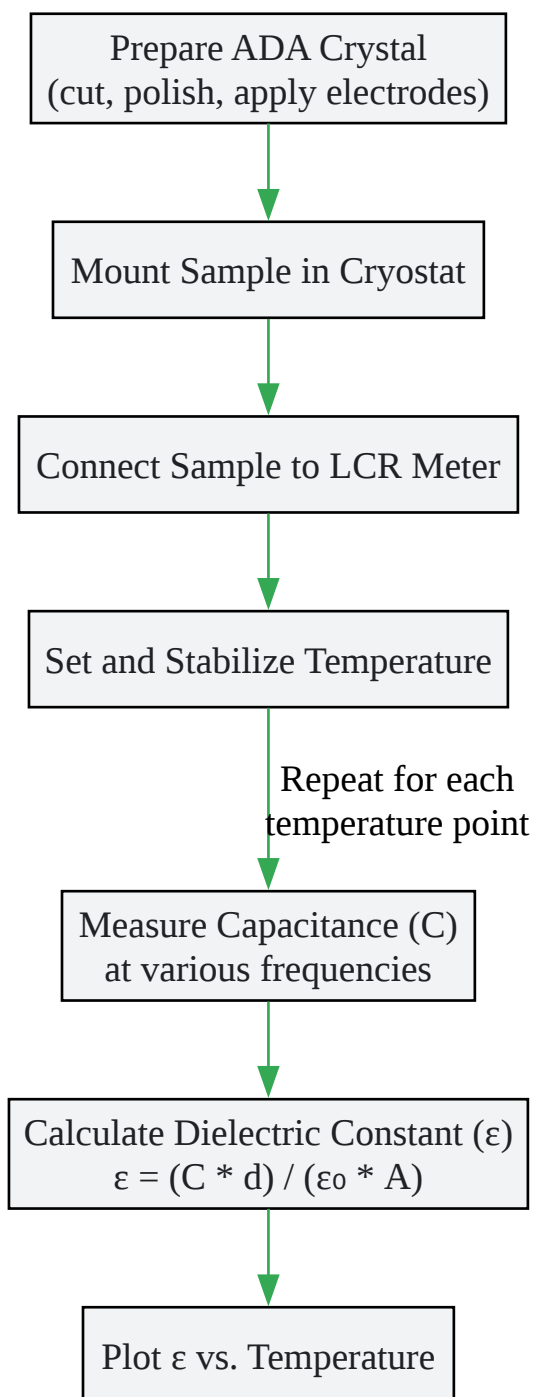 Prepare ADA Crystal
(cut, polish, apply electrodes)
Mount Sample in Cryostat
Connect Sample to LCR Meter
Set and Stabilize Temperature
Repeat for each
temperature point
Measure Capacitance (C)
at various frequencies
Calculate Dielectric Constant (ε)
ε = (C * d) / (ε₀ * A)
Plot ε vs. Temperature